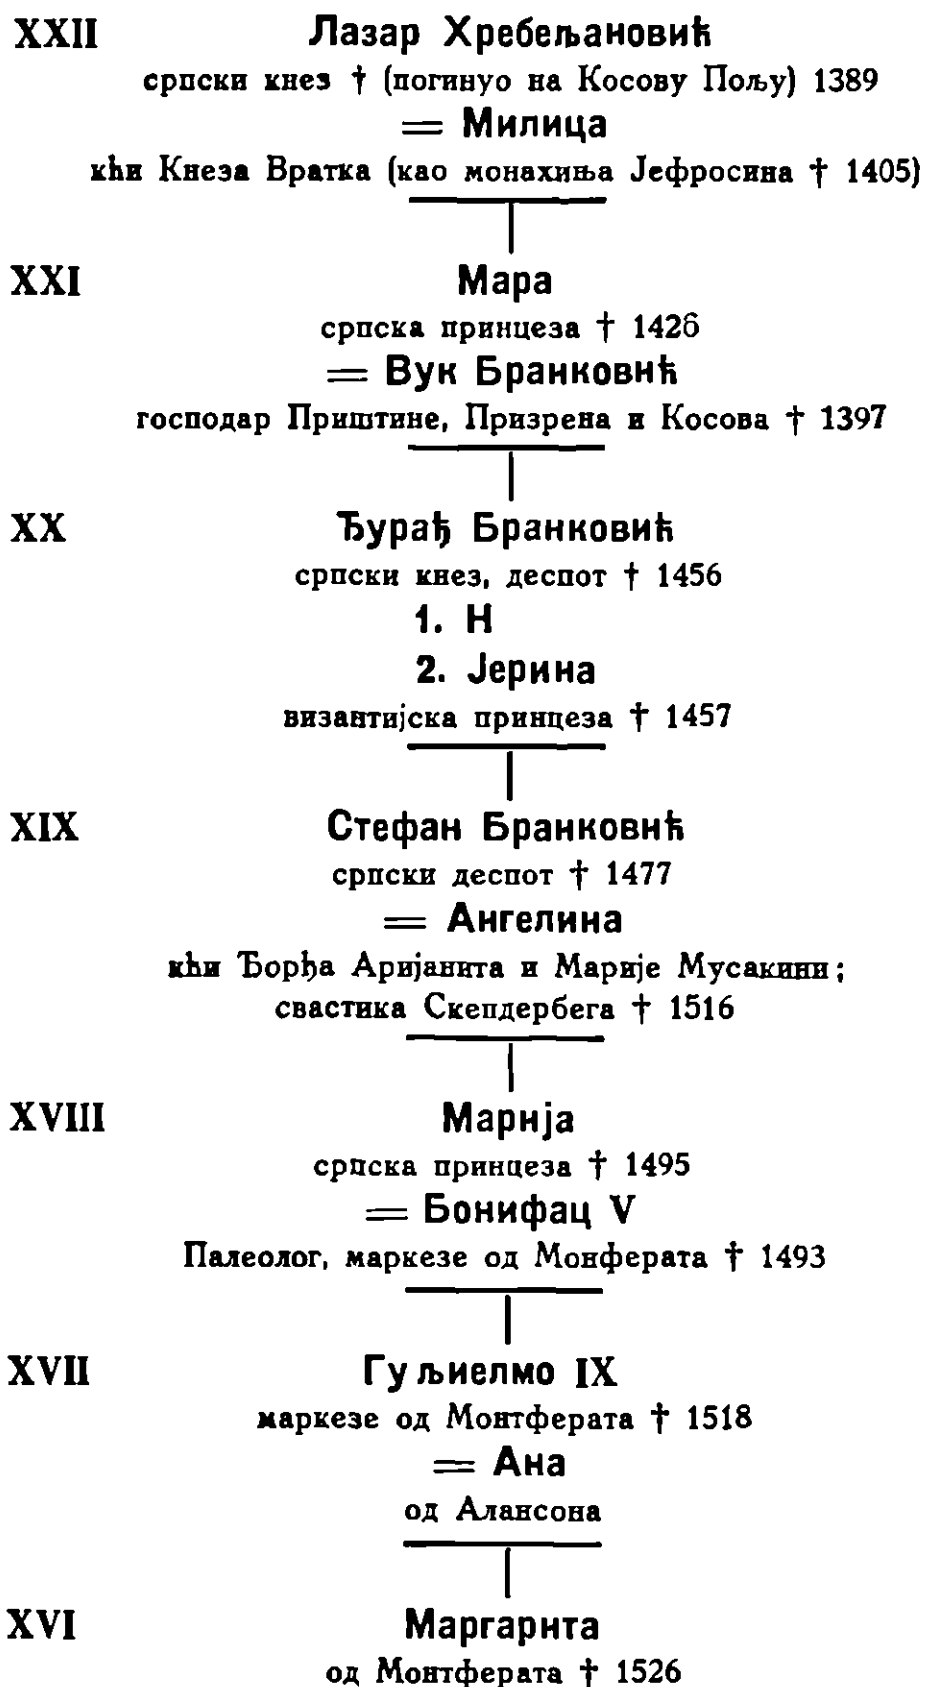 XXII Лазар Хребељановић
српски кнез † (погинуо на Косову Пољу) 1389
= Милица
кћи Кнеза Вратка (као монахиња Јефросина † 1405)
XXI Мара
српска принцеза † 1426
= Вук Бранковић
господар Приштине, Призрена и Косова † 1397
XX Ђурађ Бранковић
српски кнез, деспот † 1456
1. Н
2. Јерина
византијска принцеза † 1457
XIX Стефан Бранковић
српски деспот † 1477
= Ангелина
кћи Ђорђа Аријанита и Марије Мусакини;
свастика Скепдербега † 1516
XVIII Марија
српска принцеза † 1495
= Бонифац V
Палеолог, маркезе од Монферата † 1493
XVII Гуљиелмо IX
маркезе од Монтферата † 1518
= Ана
од Алансона
XVI Маргарита
од Монтферата † 1526